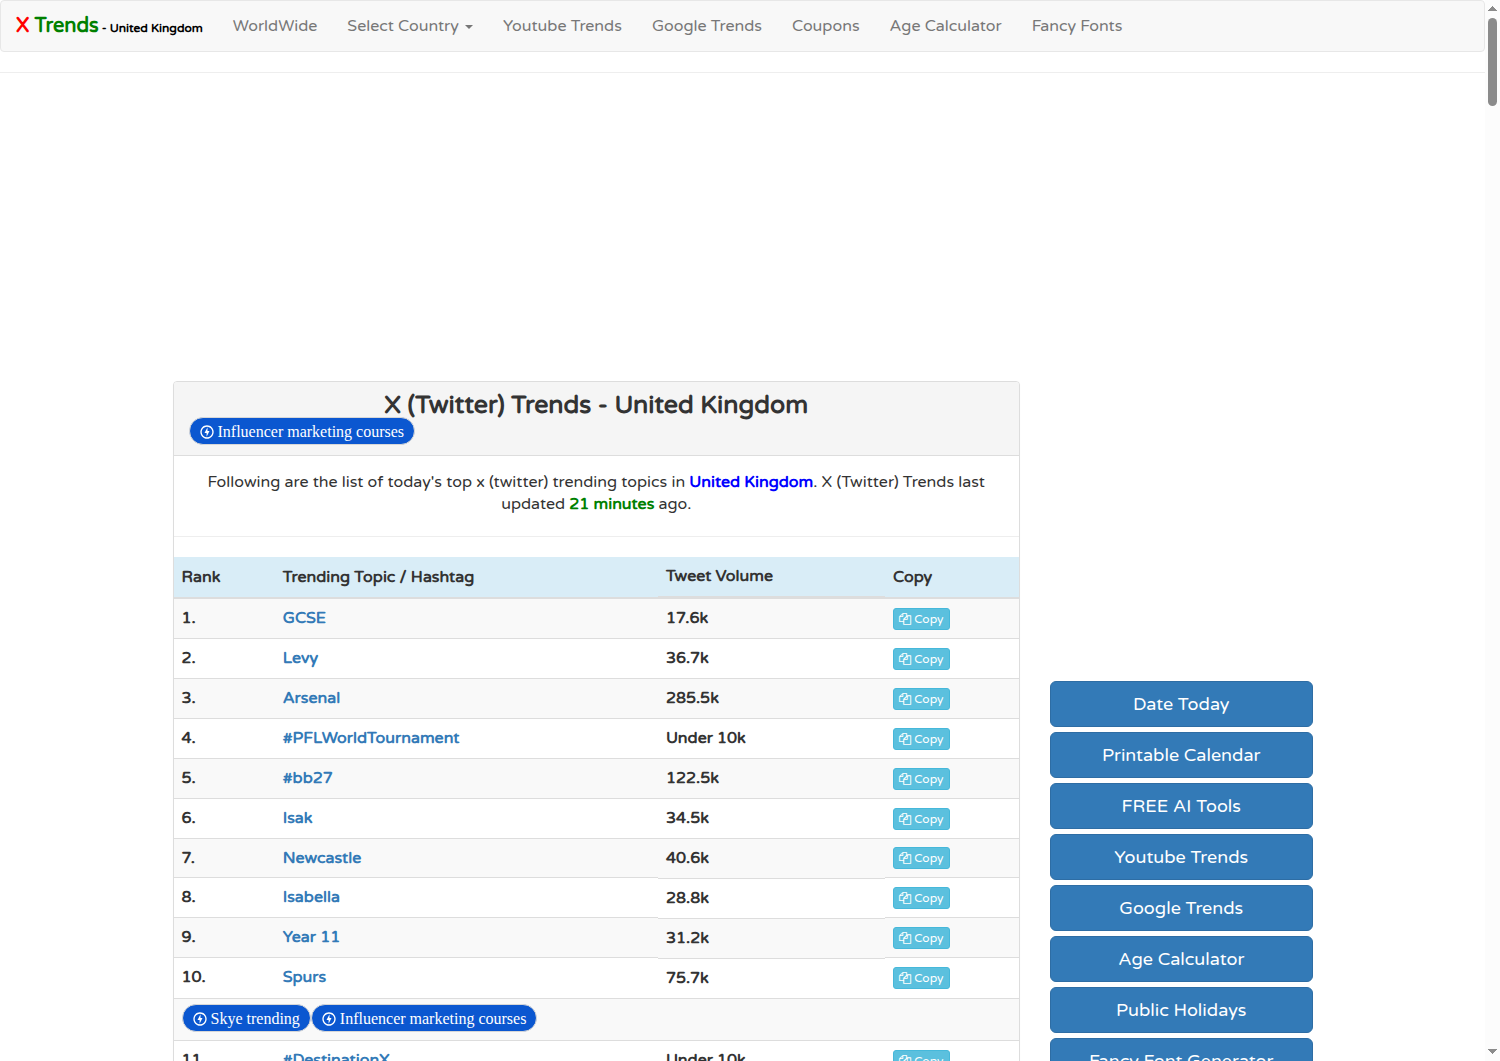 X Trends - United Kingdom WorldWide Select Country Youtube Trends Google Trends Coupons Age Calculator Fancy Fonts
X (Twitter) Trends - United Kingdom
Influencer marketing courses
Following are the list of today's top x (twitter) trending topics in United Kingdom. X (Twitter) Trends last
updated 21 minutes ago.
Rank Trending Topic / Hashtag Tweet Volume Copy
1. GCSE 17.6k Copy
2. Levy 36.7k Copy
3. Arsenal 285.5k Copy
4. #PFLWorldTournament Under 10k Copy
5. #bb27 122.5k Copy
6. Isak 34.5k Copy
7. Newcastle 40.6k Copy
8. Isabella 28.8k Copy
9. Year 11 31.2k Copy
10. Spurs 75.7k Copy
Skye trending Influencer marketing courses
11. #DestinationX Under 10k Copy
Date Today
Printable Calendar
FREE AI Tools
Youtube Trends
Google Trends
Age Calculator
Public Holidays
Fancy Font Generator